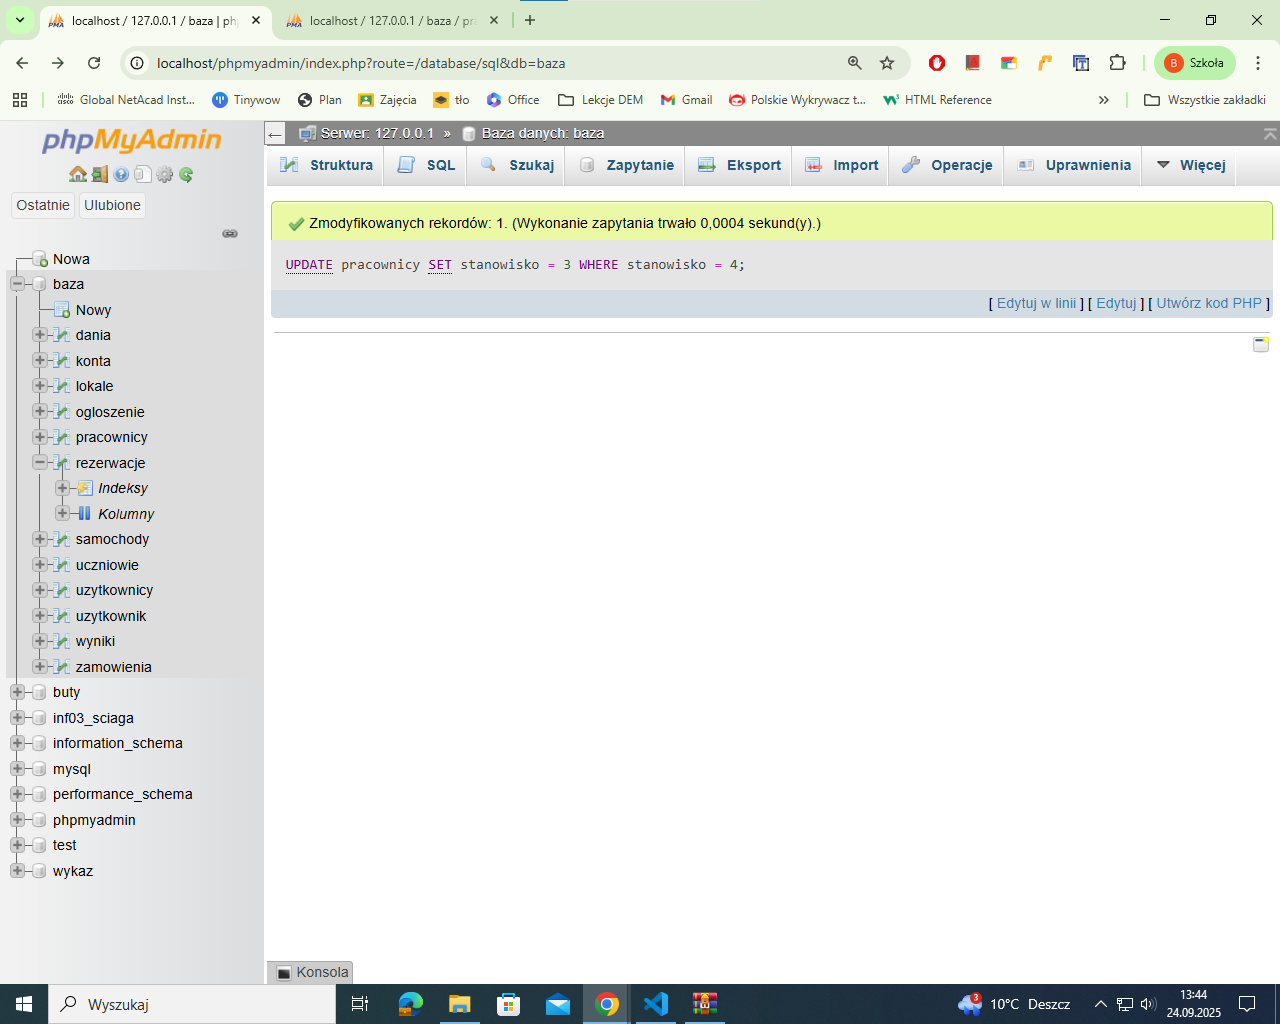 localhost / 127.0.0.1 / baza | ph
localhost / 127.0.0.1 / baza / pra
localhost/phpmyadmin/index.php?route=/database/sql&db=baza
B Szkoła
Global NetAcad Inst...
Tinywow
Plan
Zajęcia
tło
Office
Lekcje DEM
Gmail
Polskie Wykrywacz t...
HTML Reference
Wszystkie zakładki
phpMyAdmin
Serwer: 127.0.0.1 » Baza danych: baza
Struktura
SQL
Szukaj
Zapytanie
Eksport
Import
Operacje
Uprawnienia
Więcej
Ostatnie
Ulubione
Zmodyfikowanych rekordów: 1. (Wykonanie zapytania trwało 0,0004 sekund(y).)
UPDATE pracownicy SET stanowisko = 3 WHERE stanowisko = 4;
[ Edytuj w linii ] [ Edytuj ] [ Utwórz kod PHP ]
Nowa
baza
Nowy
dania
konta
lokale
ogloszenie
pracownicy
rezerwacje
Indeksy
Kolumny
samochody
uczniowie
uzytkownicy
uzytkownik
wyniki
zamowienia
buty
inf03_sciaga
information_schema
mysql
performance_schema
phpmyadmin
test
wykaz
Konsola
Wyszukaj
3
10°C Deszcz
13:44
24.09.2025